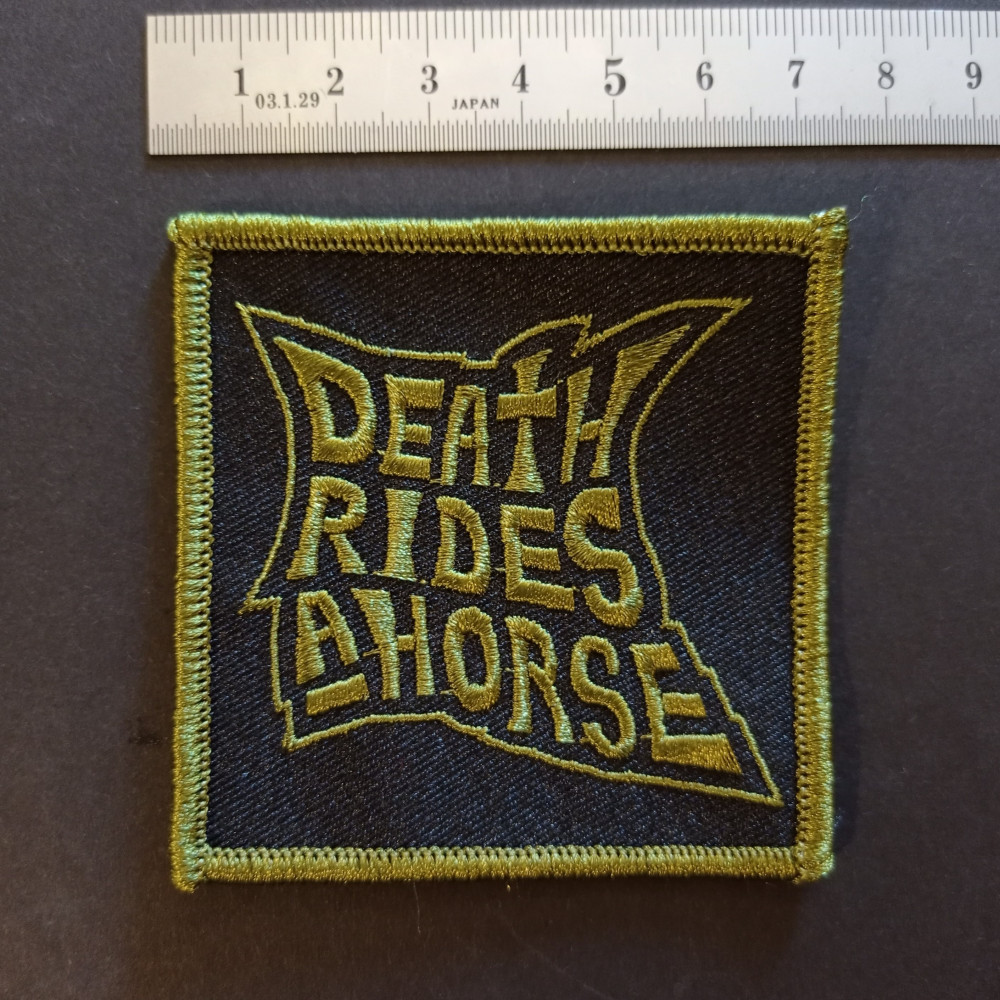 1 2 3 4 5 6 7 8 9
03.1.29 JAPAN
DEATH
RIDES
A HORSE